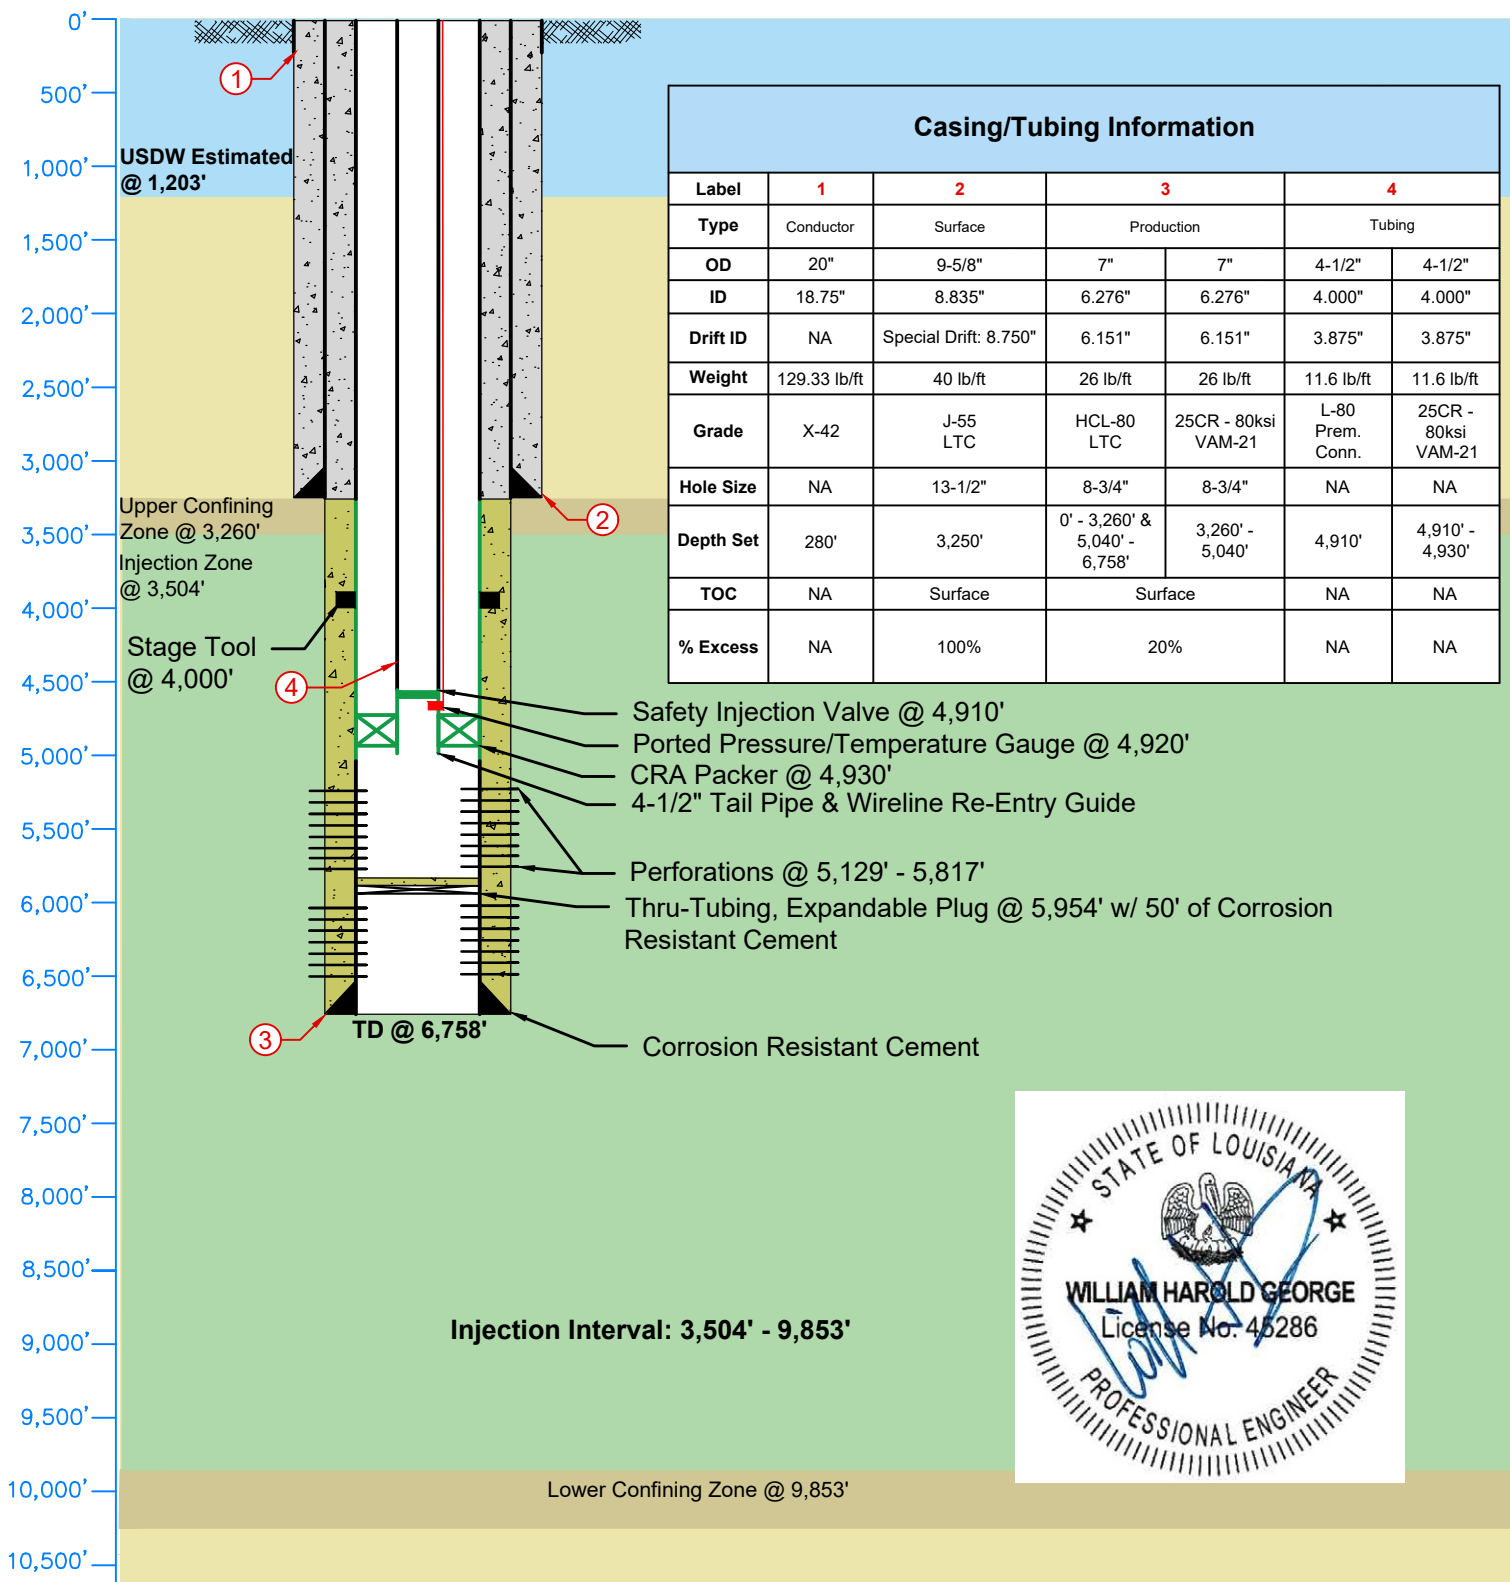 0'
500'
1,000'
1,500'
2,000'
2,500'
3,000'
3,500'
4,000'
4,500'
5,000'
5,500'
6,000'
6,500'
7,000'
7,500'
8,000'
8,500'
9,000'
9,500'
10,000'
10,500'
1
USDW Estimated
@ 1,203'
Casing/Tubing Information
Label 1 2 3 4
Type Conductor Surface Production Tubing
OD 20" 9-5/8" 7" 7" 4-1/2" 4-1/2"
ID 18.75" 8.835" 6.276" 6.276" 4.000" 4.000"
Drift ID NA Special Drift: 8.750" 6.151" 6.151" 3.875" 3.875"
Weight 129.33 lb/ft 40 lb/ft 26 lb/ft 26 lb/ft 11.6 lb/ft 11.6 lb/ft
Grade X-42 J-55 LTC HCL-80 LTC 25CR - 80ksi VAM-21 L-80 Prem. Conn. 25CR - 80ksi VAM-21
Hole Size NA 13-1/2" 8-3/4" 8-3/4" NA NA
Depth Set 280' 3,250' 0' - 3,260' & 5,040' - 6,758' 3,260' - 5,040' 4,910' 4,910' - 4,930'
TOC NA Surface Surface NA NA
% Excess NA 100% 20% NA NA
Upper Confining
Zone @ 3,260'
2
Injection Zone
@ 3,504'
Stage Tool
@ 4,000'
4
Safety Injection Valve @ 4,910'
Ported Pressure/Temperature Gauge @ 4,920'
CRA Packer @ 4,930'
4-1/2" Tail Pipe & Wireline Re-Entry Guide
Perforations @ 5,129' - 5,817'
Thru-Tubing, Expandable Plug @ 5,954' w/ 50' of Corrosion
Resistant Cement
3
TD @ 6,758'
Corrosion Resistant Cement
STATE OF LOUISIANA
WILLIAM HAROLD GEORGE
License No. 45286
PROFESSIONAL ENGINEER
Injection Interval: 3,504' - 9,853'
Lower Confining Zone @ 9,853'